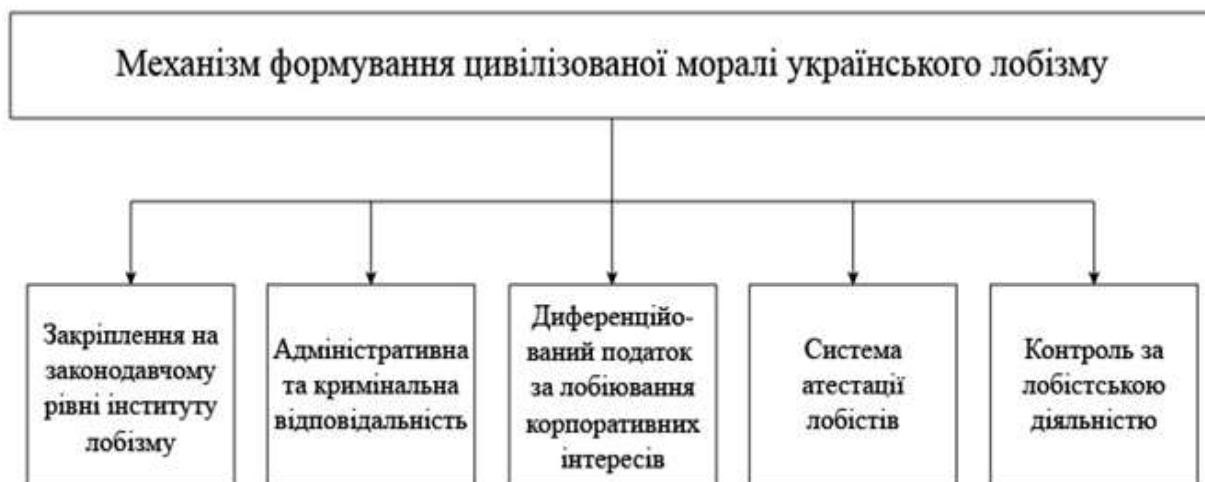 Механізм формування цивілізованої моралі українського лобізму
Закріплення на
законодавчому
рівні інституту
лобізму
Адміністративна
та кримінальна
відповідальність
Диференційо-
ваний податок
за лобіювання
корпоративних
інтересів
Система
атестації
лобістів
Контроль за
лобістською
діяльністю